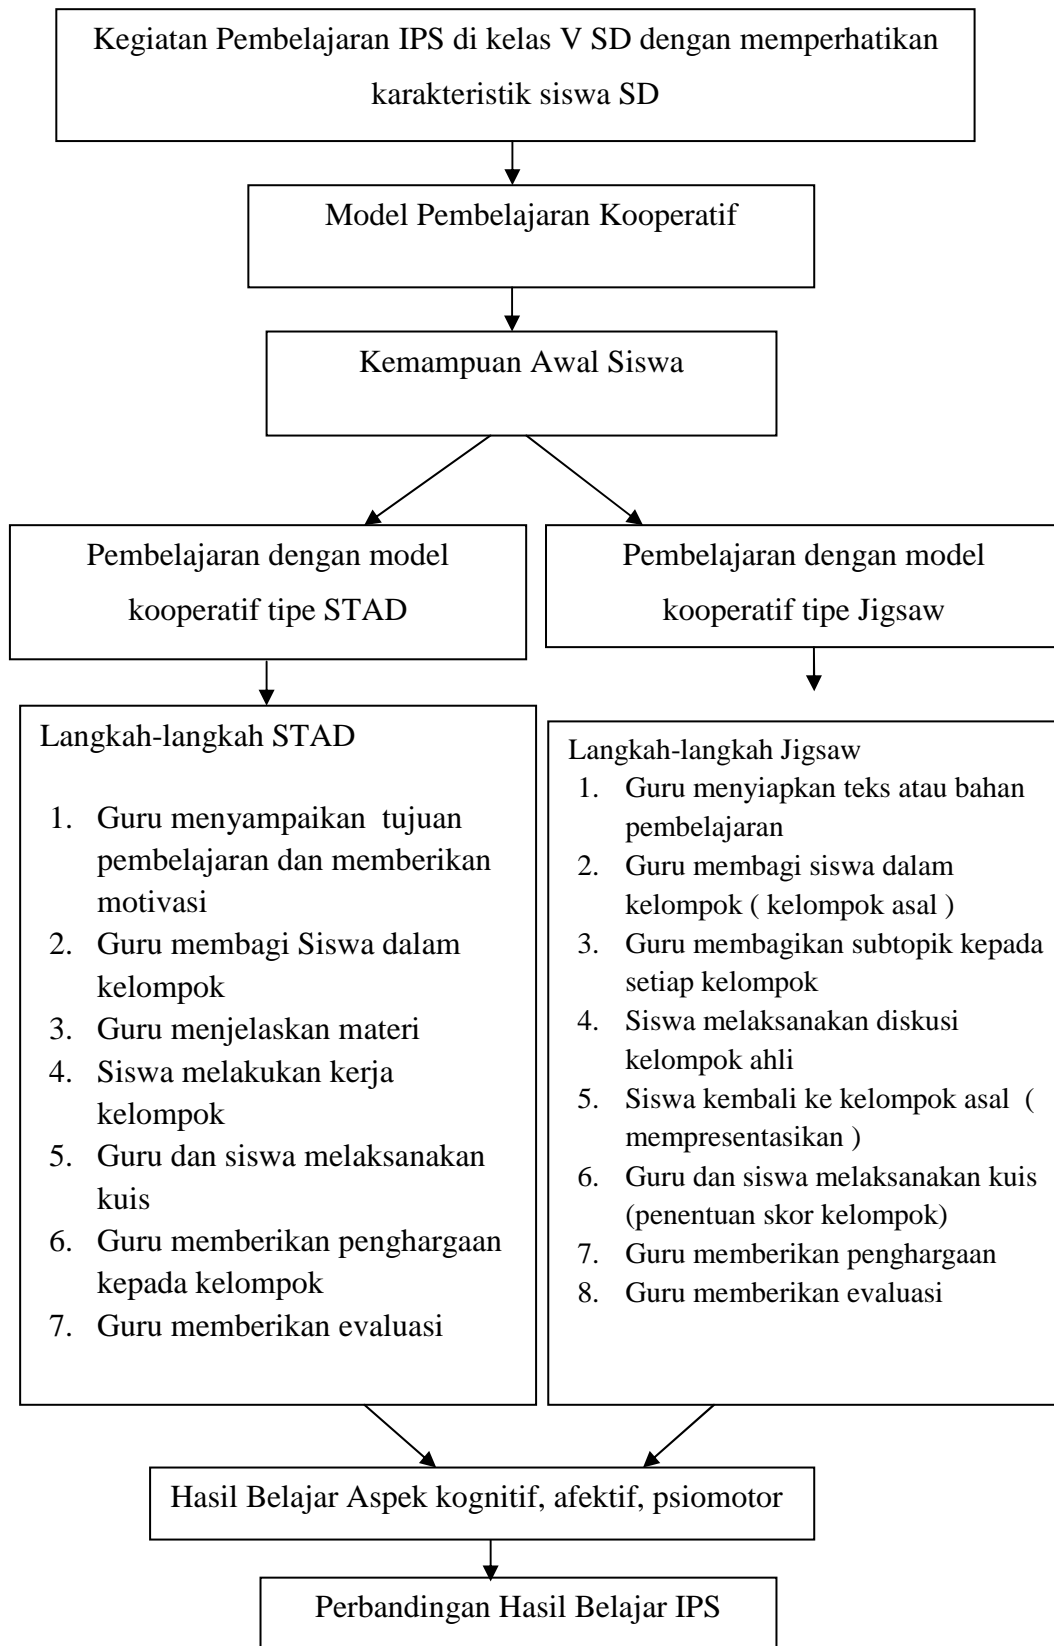 Kegiatan Pembelajaran IPS di kelas V SD dengan memperhatikan
karakteristik siswa SD
Model Pembelajaran Kooperatif
Kemampuan Awal Siswa
Pembelajaran dengan model
kooperatif tipe STAD
Pembelajaran dengan model
kooperatif tipe Jigsaw
Langkah-langkah STAD
1. Guru menyampaikan tujuan
pembelajaran dan memberikan
motivasi
2. Guru membagi Siswa dalam
kelompok
3. Guru menjelaskan materi
4. Siswa melakukan kerja
kelompok
5. Guru dan siswa melaksanakan
kuis
6. Guru memberikan penghargaan
kepada kelompok
7. Guru memberikan evaluasi
Langkah-langkah Jigsaw
1. Guru menyiapkan teks atau bahan
pembelajaran
2. Guru membagi siswa dalam
kelompok ( kelompok asal )
3. Guru membagikan subtopik kepada
setiap kelompok
4. Siswa melaksanakan diskusi
kelompok ahli
5. Siswa kembali ke kelompok asal (
mempresentasikan )
6. Guru dan siswa melaksanakan kuis
(penentuan skor kelompok)
7. Guru memberikan penghargaan
8. Guru memberikan evaluasi
Hasil Belajar Aspek kognitif, afektif, psiomotor
Perbandingan Hasil Belajar IPS